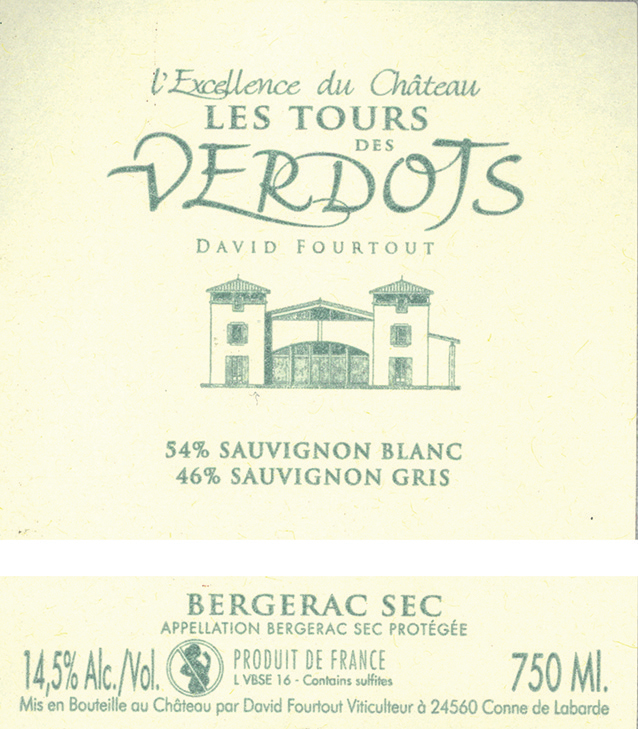 l'Excellence du Château
LES TOURS
DES
VERDOTS
DAVID FOURTOUT
54% SAUVIGNON BLANC
46% SAUVIGNON GRIS
BERGERAC SEC
APPELLATION BERGERAC SEC PROTÉGÉE
14,5% Alc./Vol.
PRODUIT DE FRANCE
L VBSE 16 - Contains sulfites
750 Ml.
Mis en Bouteille au Château par David Fourtout Viticulteur à 24560 Conne de Labarde